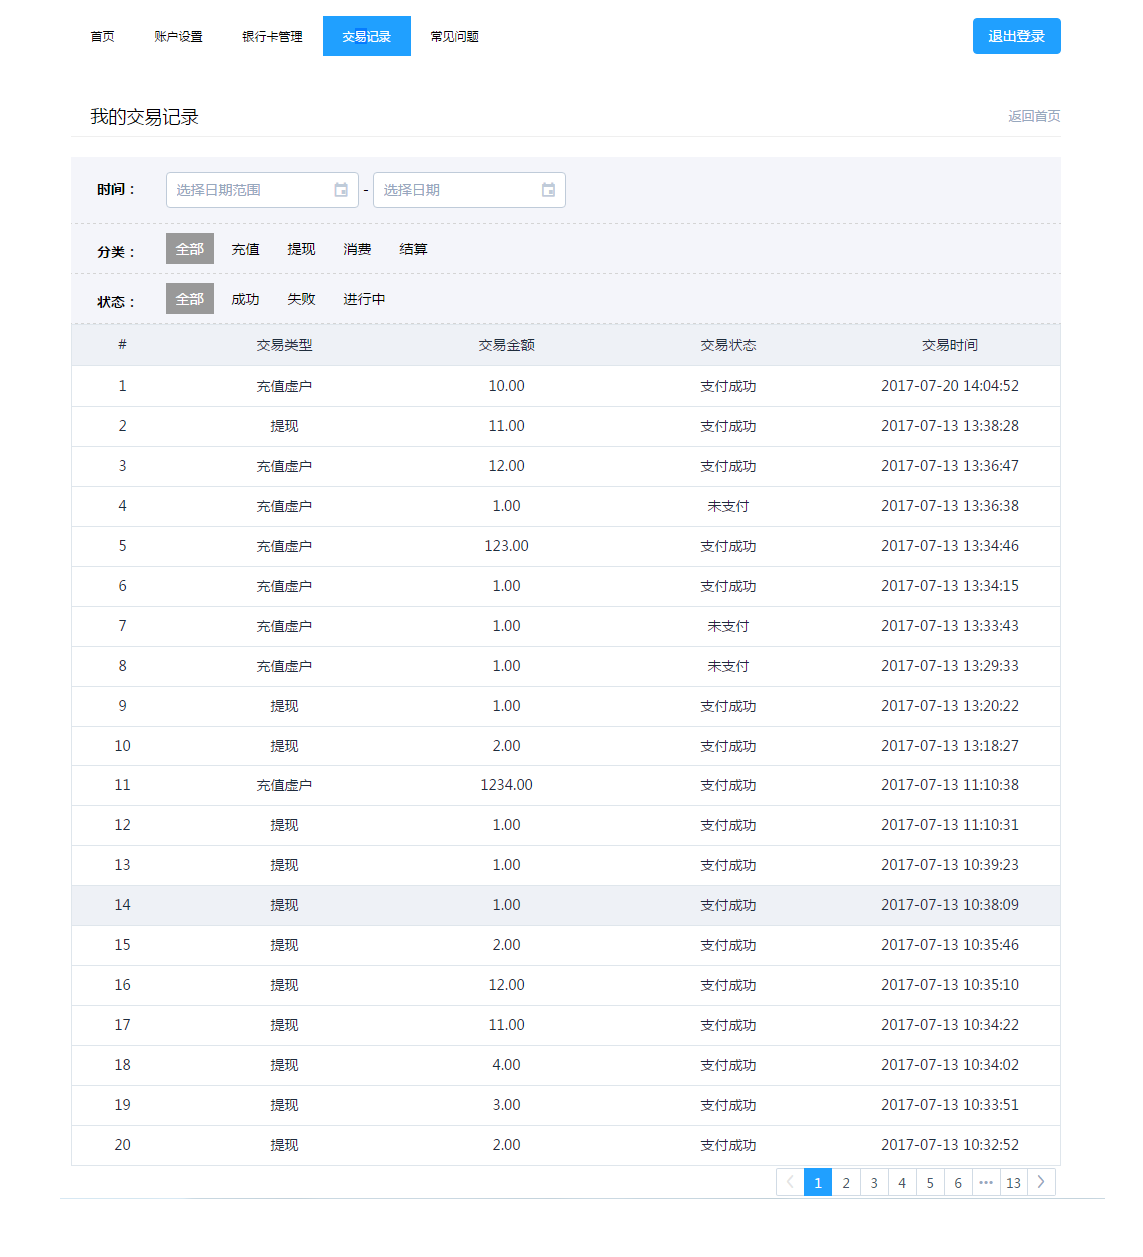 首页 账户设置 银行卡管理 交易记录 常见问题 退出登录
我的交易记录 返回首页
时间： 选择日期范围 - 选择日期
分类： 全部 充值 提现 消费 结算
状态： 全部 成功 失败 进行中
# 交易类型 交易金额 交易状态 交易时间
1 充值虚户 10.00 支付成功 2017-07-20 14:04:52
2 提现 11.00 支付成功 2017-07-13 13:38:28
3 充值虚户 12.00 支付成功 2017-07-13 13:36:47
4 充值虚户 1.00 未支付 2017-07-13 13:36:38
5 充值虚户 123.00 支付成功 2017-07-13 13:34:46
6 充值虚户 1.00 支付成功 2017-07-13 13:34:15
7 充值虚户 1.00 未支付 2017-07-13 13:33:43
8 充值虚户 1.00 未支付 2017-07-13 13:29:33
9 提现 1.00 支付成功 2017-07-13 13:20:22
10 提现 2.00 支付成功 2017-07-13 13:18:27
11 充值虚户 1234.00 支付成功 2017-07-13 11:10:38
12 提现 1.00 支付成功 2017-07-13 11:10:31
13 提现 1.00 支付成功 2017-07-13 10:39:23
14 提现 1.00 支付成功 2017-07-13 10:38:09
15 提现 2.00 支付成功 2017-07-13 10:35:46
16 提现 12.00 支付成功 2017-07-13 10:35:10
17 提现 11.00 支付成功 2017-07-13 10:34:22
18 提现 4.00 支付成功 2017-07-13 10:34:02
19 提现 3.00 支付成功 2017-07-13 10:33:51
20 提现 2.00 支付成功 2017-07-13 10:32:52
1 2 3 4 5 6 ••• 13